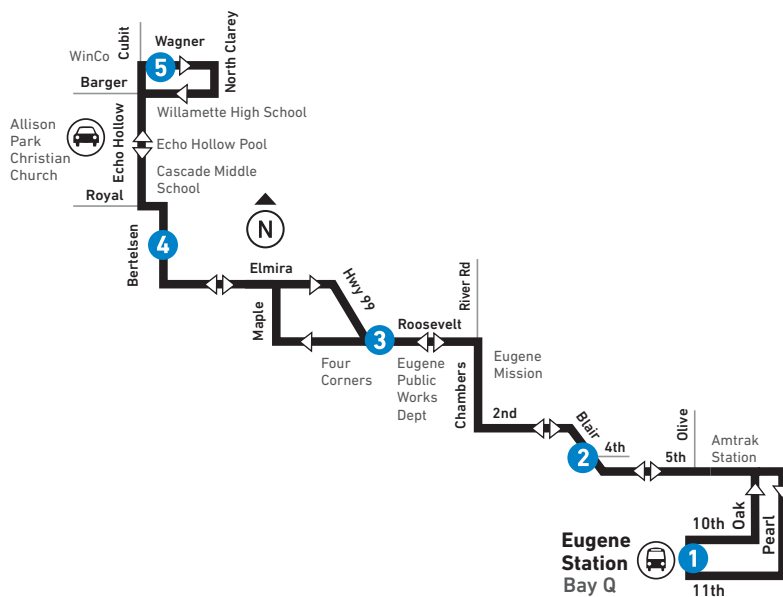 Cubit
WinCo
Wagner
5
North Clarey
Barger
Willamette High School
Allison
Park
Christian
Church
Echo Hollow
Echo Hollow Pool
Cascade Middle
School
Royal
N
Bertelsen
4
Elmira
Hwy 99
River Rd
Maple
3
Roosevelt
Four
Corners
Eugene
Public
Works
Dept
Chambers
Eugene
Mission
2nd
Blair
2
4th
5th
Olive
Amtrak
Station
10th
Oak
Pearl
Eugene
Station
Bay Q
1
11th